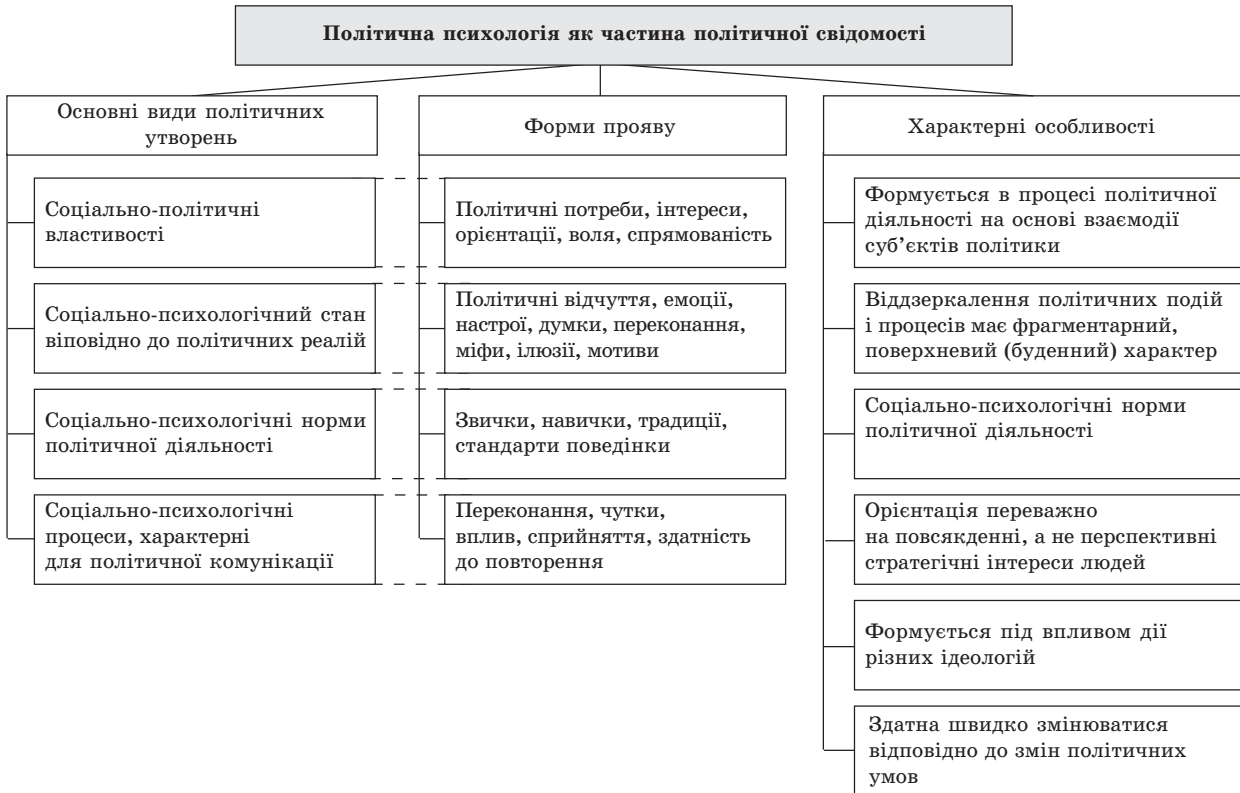 Політична психологія як частина політичної свідомості
Основні види політичних
утворень
Соціально-політичні
властивості
Соціально-психологічний стан
віповідно до політичних реалій
Соціально-психологічні норми
політичної діяльності
Соціально-психологічні
процеси, характерні
для політичної комунікації
Форми прояву
Політичні потреби, інтереси,
орієнтації, воля, спрямованість
Політичні відчуття, емоції,
настрої, думки, переконання,
міфи, ілюзії, мотиви
Звички, навички, традиції,
стандарти поведінки
Переконання, чутки,
вплив, сприйняття, здатність
до повторення
Характерні особливості
Формується в процесі політичної
діяльності на основі взаємодії
суб’єктів політики
Віддзеркалення політичних подій
і процесів має фрагментарний,
поверхневий (буденний) характер
Соціально-психологічні норми
політичної діяльності
Орієнтація переважно
на повсякденні, а не перспективні
стратегічні інтереси людей
Формується під впливом дії
різних ідеологій
Здатна швидко змінюватися
відповідно до змін політичних
умов